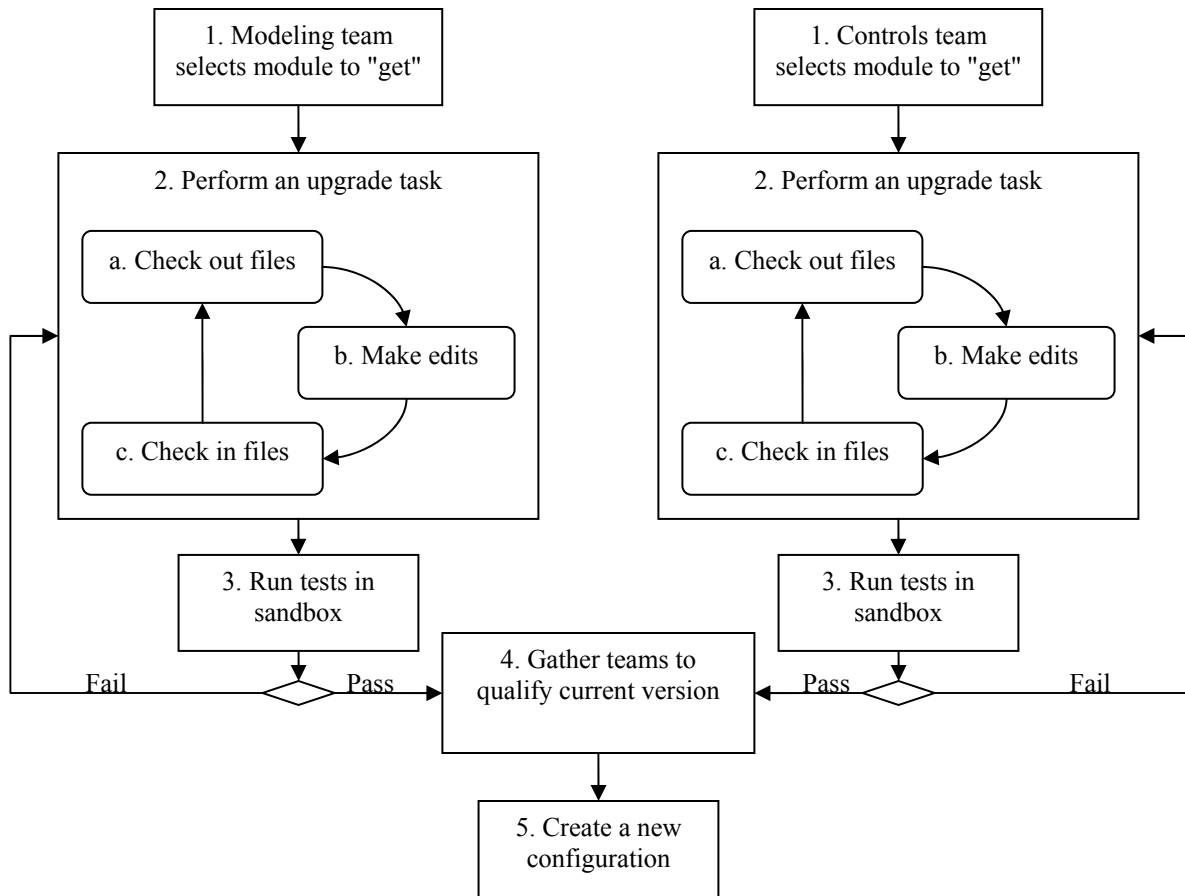 1. Modeling team
selects module to "get"
1. Controls team
selects module to "get"
2. Perform an upgrade task
a. Check out files
b. Make edits
c. Check in files
2. Perform an upgrade task
a. Check out files
b. Make edits
c. Check in files
3. Run tests in
sandbox
3. Run tests in
sandbox
Fail
Pass
4. Gather teams to
qualify current version
Pass
Fail
5. Create a new
configuration